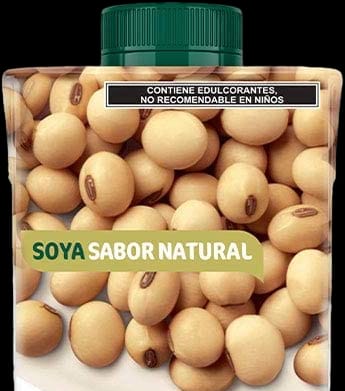 CONTIENE EDULCORANTES,
NO RECOMENDABLE EN NIÑOS
SOYA SABOR NATURAL